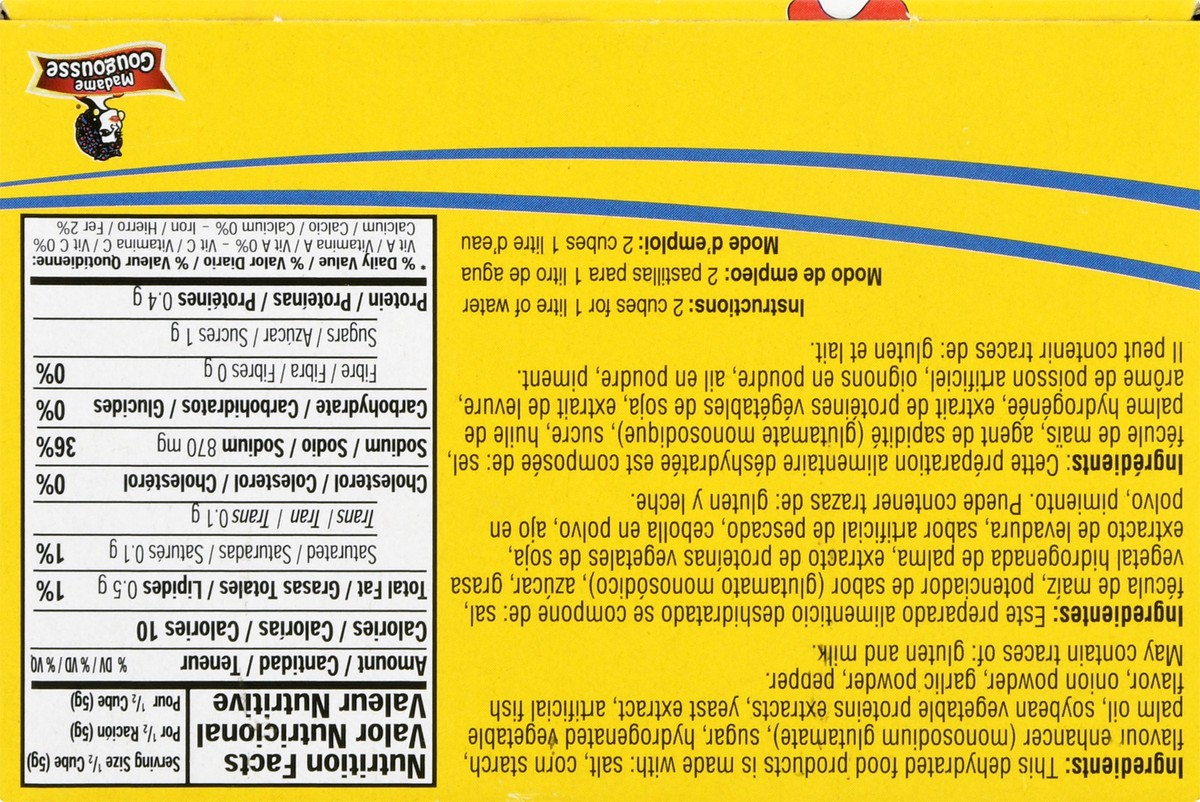 Ingredients: This dehydrated food products is made with: salt, corn starch,
flavour enhancer (monosodium glutamate), sugar, hydrogenated vegetable
palm oil, soybean vegetable proteins extracts, yeast extract, artificial fish
flavor, onion powder, garlic powder, pepper.
May contain traces of: gluten and milk.
Ingredientes: Este preparado alimenticio deshidratado se compone de: sal,
fécula de maíz, potenciador de sabor (glutamato monosódico), azúcar, grasa
vegetal hidrogenada de palma, extracto de proteínas vegetales de soja,
extracto de levadura, sabor artificial de pescado, cebolla en polvo, ajo en
polvo, pimiento. Puede contener trazas de: gluten y leche.
Ingrédients: Cette préparation alimentaire déshydratée est composée de: sel,
fécule de maïs, agent de sapidité (glutamate monosodique), sucre, huile de
palme hydrogénée, extrait de protéines végétables de soja, extrait de levure,
arôme de poisson artificiel, oignons en poudre, ail en poudre, piment.
Il peut contenir traces de: gluten et lait.
Instructions: 2 cubes for 1 litre of water
Modo de empleo: 2 pastillas para 1 litro de agua
Mode d'emploi: 2 cubes 1 litre d'eau
Nutrition Facts
Valor Nutricional
Valeur Nutritive
Serving Size 1/2 Cube (5g)
Por 1/2 Ración (5g)
Pour 1/2 Cube (5g)
Amount / Cantidad / Teneur % DV / % VD / % VQ
Calories / Calorías / Calories 10
Total Fat / Grasas Totales / Lipides 0.5 g 1%
Saturated / Saturadas / Saturés 0.1 g 1%
Trans / Tran / Trans 0.1 g
Cholesterol / Colesterol / Cholestérol 0%
Sodium / Sodio / Sodium 870 mg 36%
Carbohydrate / Carbohidratos / Glucides 0%
Fibre / Fibra / Fibres 0 g 0%
Sugars / Azúcar / Sucres 1 g
Protein / Proteínas / Protéines 0.4 g
* % Daily Value / % Valor Diario / % Valeur Quotidienne:
Vit A / Vitamina A / Vit A 0% - Vit C / Vitamina C / Vit C 0%
Calcium / Calcio / Calcium 0% - Iron / Hierro / Fer 2%
Madame
Gougousse